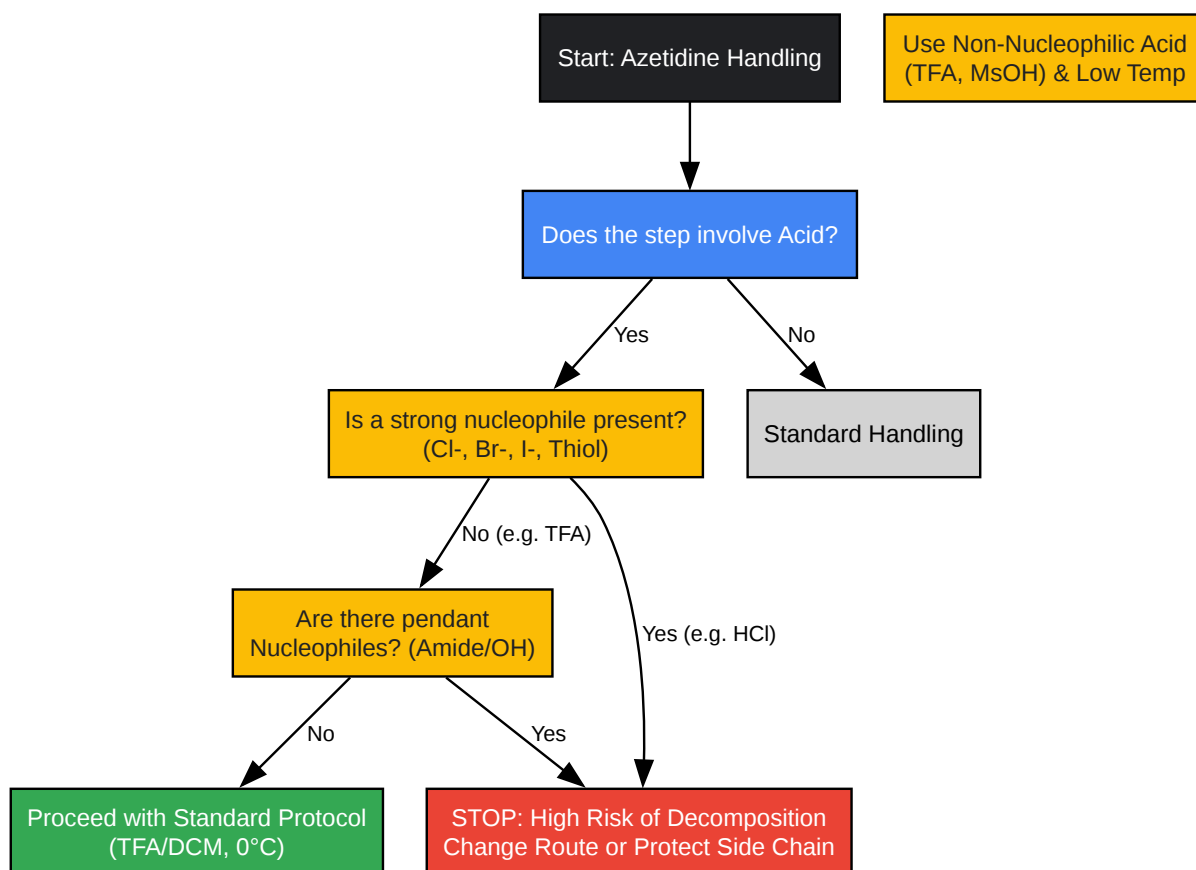 Start: Azetidine Handling
Use Non-Nucleophilic Acid
(TFA, MsOH) & Low Temp
Does the step involve Acid?
Yes
No
Is a strong nucleophile present?
(Cl-, Br-, I-, Thiol)
Standard Handling
No (e.g. TFA)
Are there pendant
Nucleophiles? (Amide/OH)
Yes (e.g. HCl)
No
Yes
Proceed with Standard Protocol
(TFA/DCM, 0°C)
STOP: High Risk of Decomposition
Change Route or Protect Side Chain